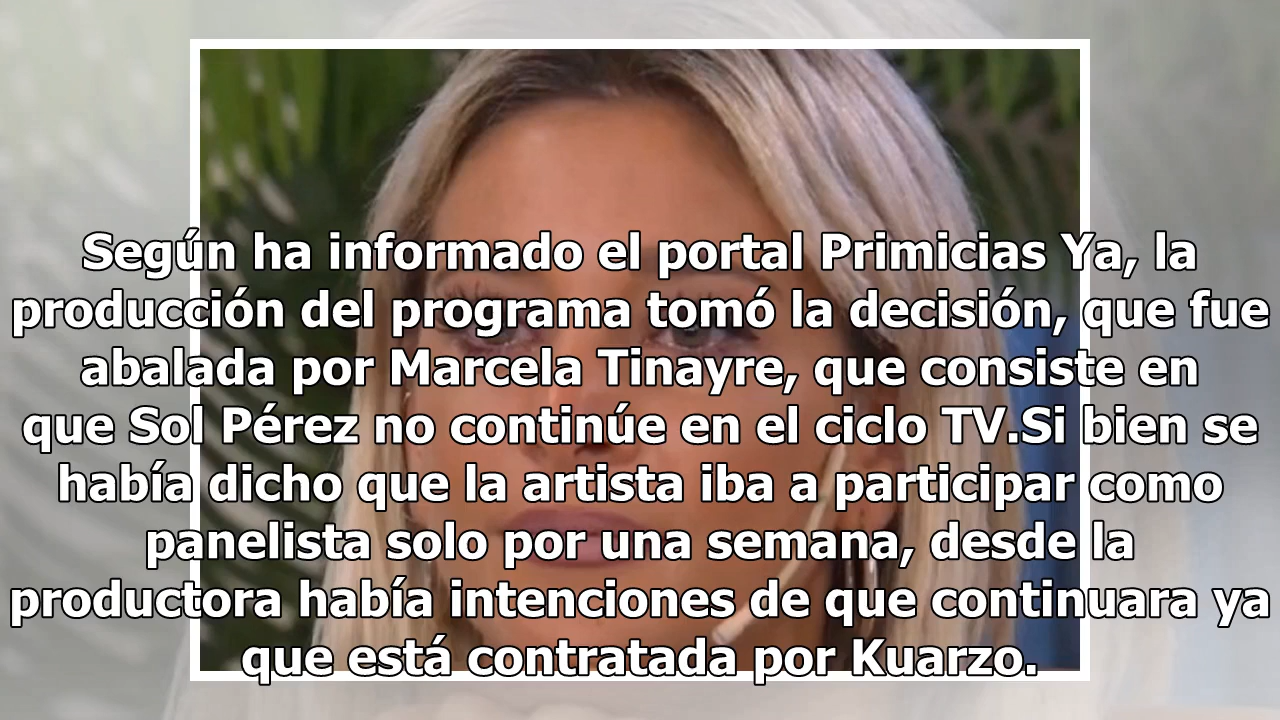 Según ha informado el portal Primicias Ya, la
producción del programa tomó la decisión, que fue
abalada por Marcela Tinayre, que consiste en
que Sol Pérez no continúe en el ciclo TV.Si bien se
había dicho que la artista iba a participar como
panelista solo por una semana, desde la
productora había intenciones de que continuara ya
que está contratada por Kuarzo.